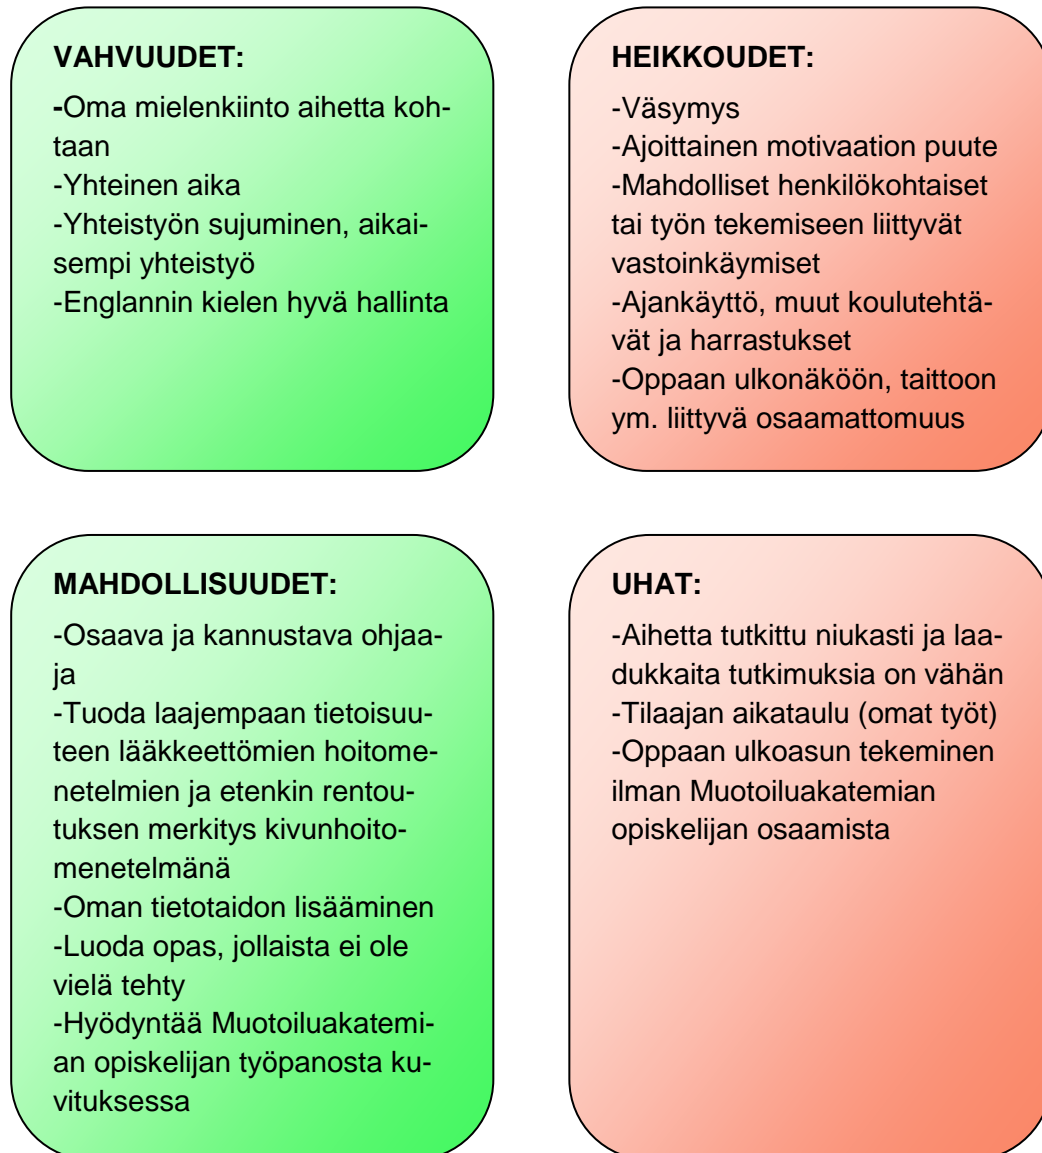 VAHVUUDET:
-Oma mielenkiinto aihetta koh-
taan
-Yhteinen aika
-Yhteistyön sujuminen, aikai-
sempi yhteistyö
-Englannin kielen hyvä hallinta
HEIKKOUDET:
-Väsymys
-Ajoittainen motivaation puute
-Mahdolliset henkilökohtaiset
tai työn tekemiseen liittyvät
vastoinkäymiset
-Ajankäyttö, muut koulutehtä-
vät ja harrastukset
-Oppaan ulkonäköön, taittoon
ym. liittyvä osaamattomuus
MAHDOLLISUUDET:
-Osaava ja kannustava ohjaa-
ja
-Tuoda laajempaan tietoisuu-
teen lääkkeettömien hoitome-
netelmien ja etenkin rentou-
tuksen merkitys kivunhoito-
menetelmänä
-Oman tietotaidon lisääminen
-Luoda opas, jollaista ei ole
vielä tehty
-Hyödyntää Muotoiluakatemi-
an opiskelijan työpanosta ku-
vituksessa
UHAT:
-Aihetta tutkittu niukasti ja laa-
dukkaita tutkimuksia on vähän
-Tilaajan aikataulu (omat työt)
-Oppaan ulkoasun tekeminen
ilman Muotoiluakatemian
opiskelijan osaamista